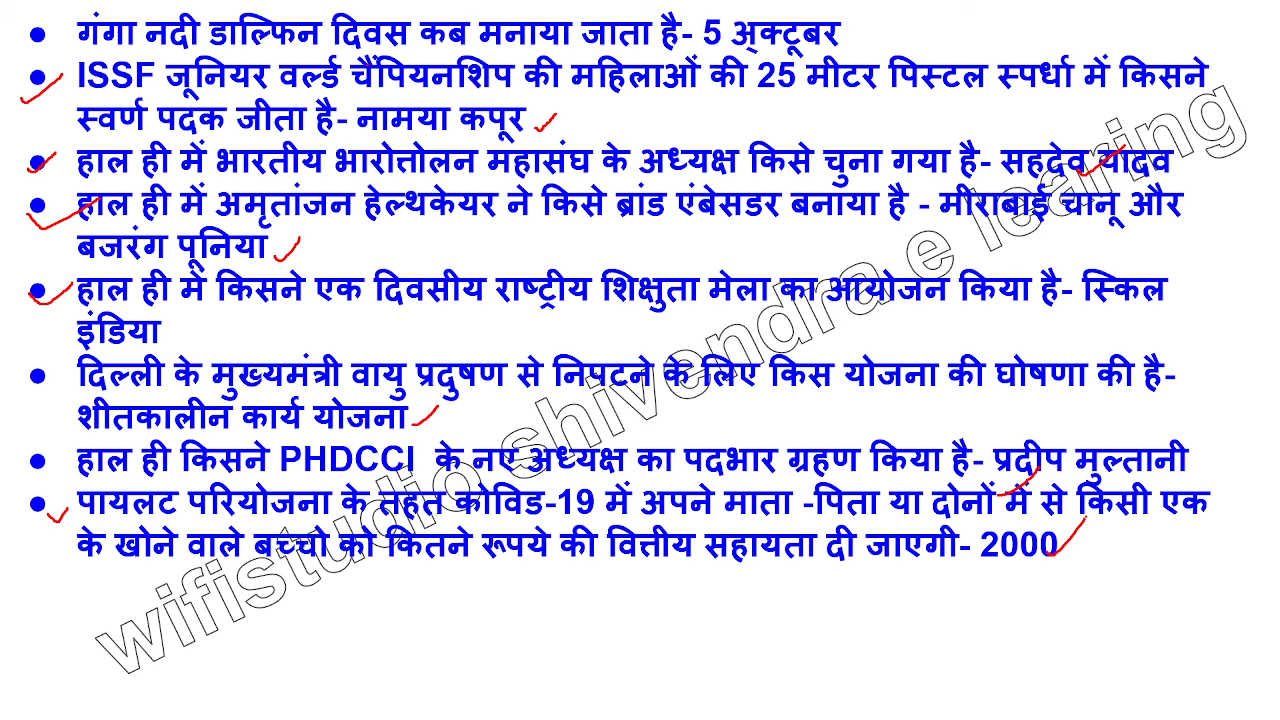 ● गंगा नदी डाल्फिन दिवस कब मनाया जाता है- 5 अ्क्टूबर
● ISSF जूनियर वर्ल्ड चैंपियनशिप की महिलाओं की 25 मीटर पिस्टल स्पर्धा में किसने
स्वर्ण पदक जीता है- नामया कपूर
● हाल ही में भारतीय भारोत्तोलन महासंघ के अध्यक्ष किसे चुना गया है- सहदेव यादव
● हाल ही में अमृतांजन हेल्थकेयर ने किसे ब्रांड एंबेसडर बनाया है - मीराबाई चानू और
बजरंग पूनिया
● हाल ही में किसने एक दिवसीय राष्ट्रीय शिक्षुता मेला का आयोजन किया है- स्किल
इंडिया
● दिल्ली के मुख्यमंत्री वायु प्रदुषण से निपटने के लिए किस योजना की घोषणा की है-
शीतकालीन कार्य योजना
● हाल ही किसने PHDCCI के नए अध्यक्ष का पदभार ग्रहण किया है- प्रदीप मुल्तानी
● पायलट परियोजना के तहत कोविड-19 में अपने माता -पिता या दोनों में से किसी एक
के खोने वाले बच्चो को कितने रूपये की वित्तीय सहायता दी जाएगी- 2000
wifistudio shivendra e learing